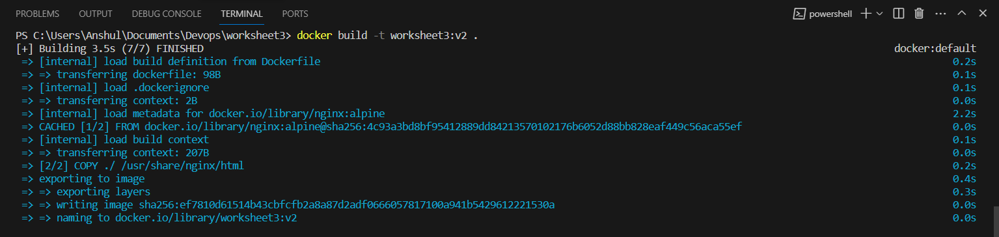 PROBLEMS OUTPUT DEBUG CONSOLE TERMINAL PORTS powershell
PS C:\Users\Anshul\Documents\Devops\worksheet3> docker build -t worksheet3:v2 .
[+] Building 3.5s (7/7) FINISHED docker:default
=> [internal] load build definition from Dockerfile 0.2s
=> => transferring dockerfile: 98B 0.1s
=> [internal] load .dockerignore 0.1s
=> => transferring context: 2B 0.0s
=> [internal] load metadata for docker.io/library/nginx:alpine 2.2s
=> CACHED [1/2] FROM docker.io/library/nginx:alpine@sha256:4c93a3bd8bf95412889dd84213570102176b6052d88bb828eaf449c56aca55ef 0.0s
=> [internal] load build context 0.1s
=> => transferring context: 207B 0.0s
=> [2/2] COPY ./ /usr/share/nginx/html 0.2s
=> exporting to image 0.4s
=> => exporting layers 0.3s
=> => writing image sha256:ef7810d61514b43cbfcfb2a8a87d2adf0666057817100a941b5429612221530a 0.0s
=> => naming to docker.io/library/worksheet3:v2 0.0s